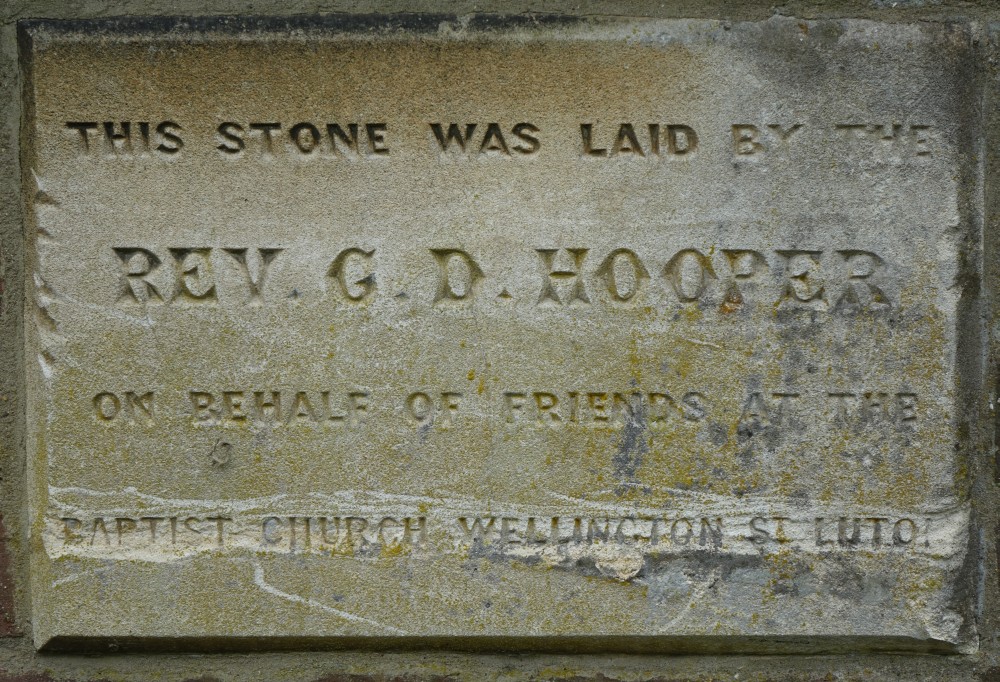 THIS STONE WAS LAID BY THE
REV. G. D. HOOPER
ON BEHALF OF FRIENDS AT THE
BAPTIST CHURCH WELLINGTON ST LUTON